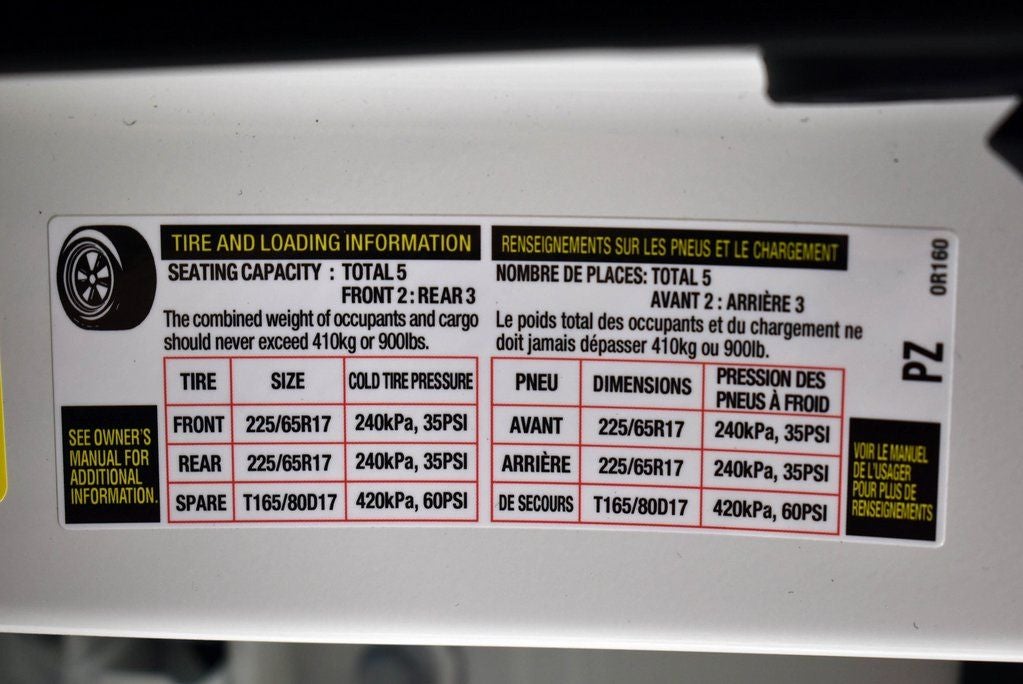 TIRE AND LOADING INFORMATION
SEATING CAPACITY : TOTAL 5
FRONT 2 : REAR 3
The combined weight of occupants and cargo
should never exceed 410kg or 900lbs.
TIRE SIZE COLD TIRE PRESSURE
FRONT 225/65R17 240kPa, 35PSI
REAR 225/65R17 240kPa, 35PSI
SPARE T165/80D17 420kPa, 60PSI
SEE OWNER'S
MANUAL FOR
ADDITIONAL
INFORMATION.
RENSEIGNEMENTS SUR LES PNEUS ET LE CHARGEMENT
NOMBRE DE PLACES: TOTAL 5
AVANT 2 : ARRIÈRE 3
Le poids total des occupants et du chargement ne
doit jamais dépasser 410kg ou 900lb.
PNEU DIMENSIONS PRESSION DES
PNEUS À FROID
AVANT 225/65R17 240kPa, 35PSI
ARRIÈRE 225/65R17 240kPa, 35PSI
DE SECOURS T165/80D17 420kPa, 60PSI
VOIR LE MANUEL
DE L'USAGER
POUR PLUS DE
RENSEIGNEMENTS
0R160
PZ